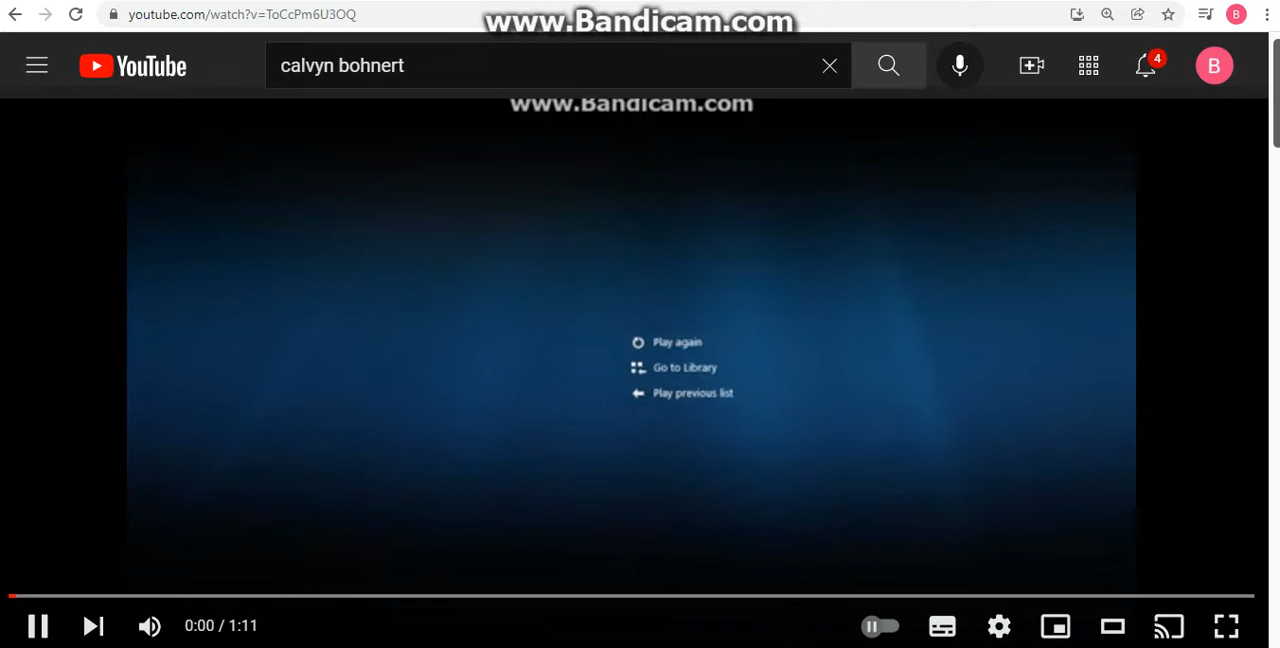 youtube.com/watch?v=ToCcPm6U3OQ
B
www.Bandicam.com
YouTube
calvyn bohnert
4
B
www.Bandicam.com
Play again
Go to Library
Play previous list
0:00 / 1:11